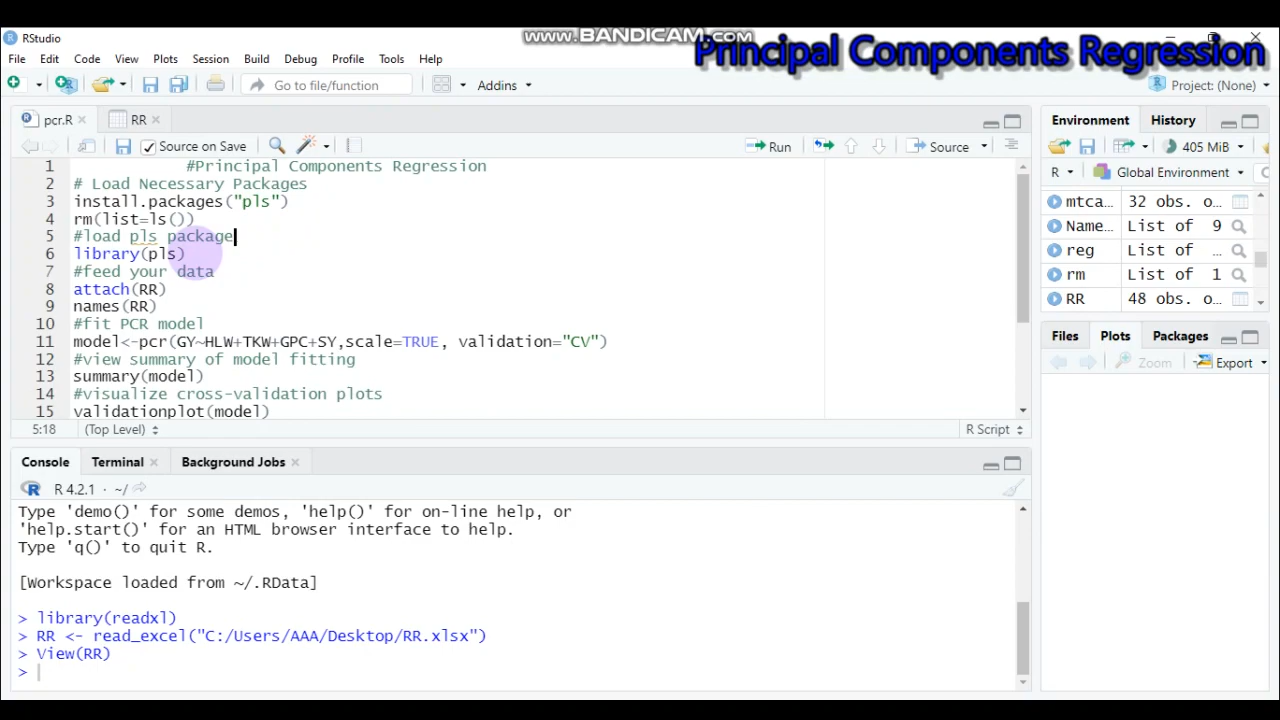 www.BANDICAM.com
Principal Components Regression
RStudio
File Edit Code View Plots Session Build Debug Profile Tools Help
Go to file/function Addins Project: (None)
pcr.R RR
Source on Save Run Source
1 #Principal Components Regression
2 # Load Necessary Packages
3 install.packages("pls")
4 rm(list=ls())
5 #load pls package
6 library(pls)
7 #feed your data
8 attach(RR)
9 names(RR)
10 #fit PCR model
11 model<-pcr(GY~HLW+TKW+GPC+SY,scale=TRUE, validation="CV")
12 #view summary of model fitting
13 summary(model)
14 #visualize cross-validation plots
15 validationplot(model)
5:18 (Top Level) R Script
Console Terminal Background Jobs
R 4.2.1 · ~/
Type 'demo()' for some demos, 'help()' for on-line help, or
'help.start()' for an HTML browser interface to help.
Type 'q()' to quit R.
[Workspace loaded from ~/.RData]
> library(readxl)
> RR <- read_excel("C:/Users/AAA/Desktop/RR.xlsx")
> View(RR)
>
Environment History
405 MiB
R Global Environment
mtca... 32 obs. o...
Name... List of 9
reg List of ...
rm List of 1
RR 48 obs. o...
Files Plots Packages
Zoom Export